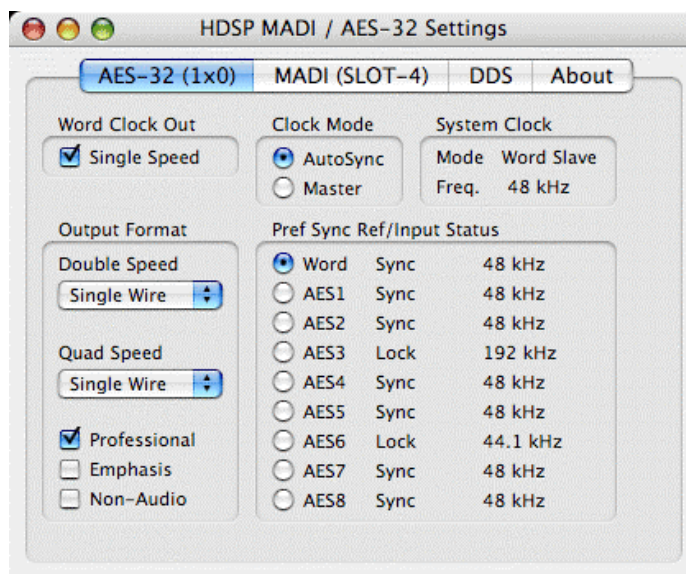 HDSP MADI / AES-32 Settings
AES-32 (1x0) MADI (SLOT-4) DDS About
Word Clock Out
Single Speed
Clock Mode
AutoSync
Master
System Clock
Mode Word Slave
Freq. 48 kHz
Output Format
Double Speed
Single Wire
Quad Speed
Single Wire
Professional
Emphasis
Non-Audio
Pref Sync Ref/Input Status
Word Sync 48 kHz
AES1 Sync 48 kHz
AES2 Sync 48 kHz
AES3 Lock 192 kHz
AES4 Sync 48 kHz
AES5 Sync 48 kHz
AES6 Lock 44.1 kHz
AES7 Sync 48 kHz
AES8 Sync 48 kHz